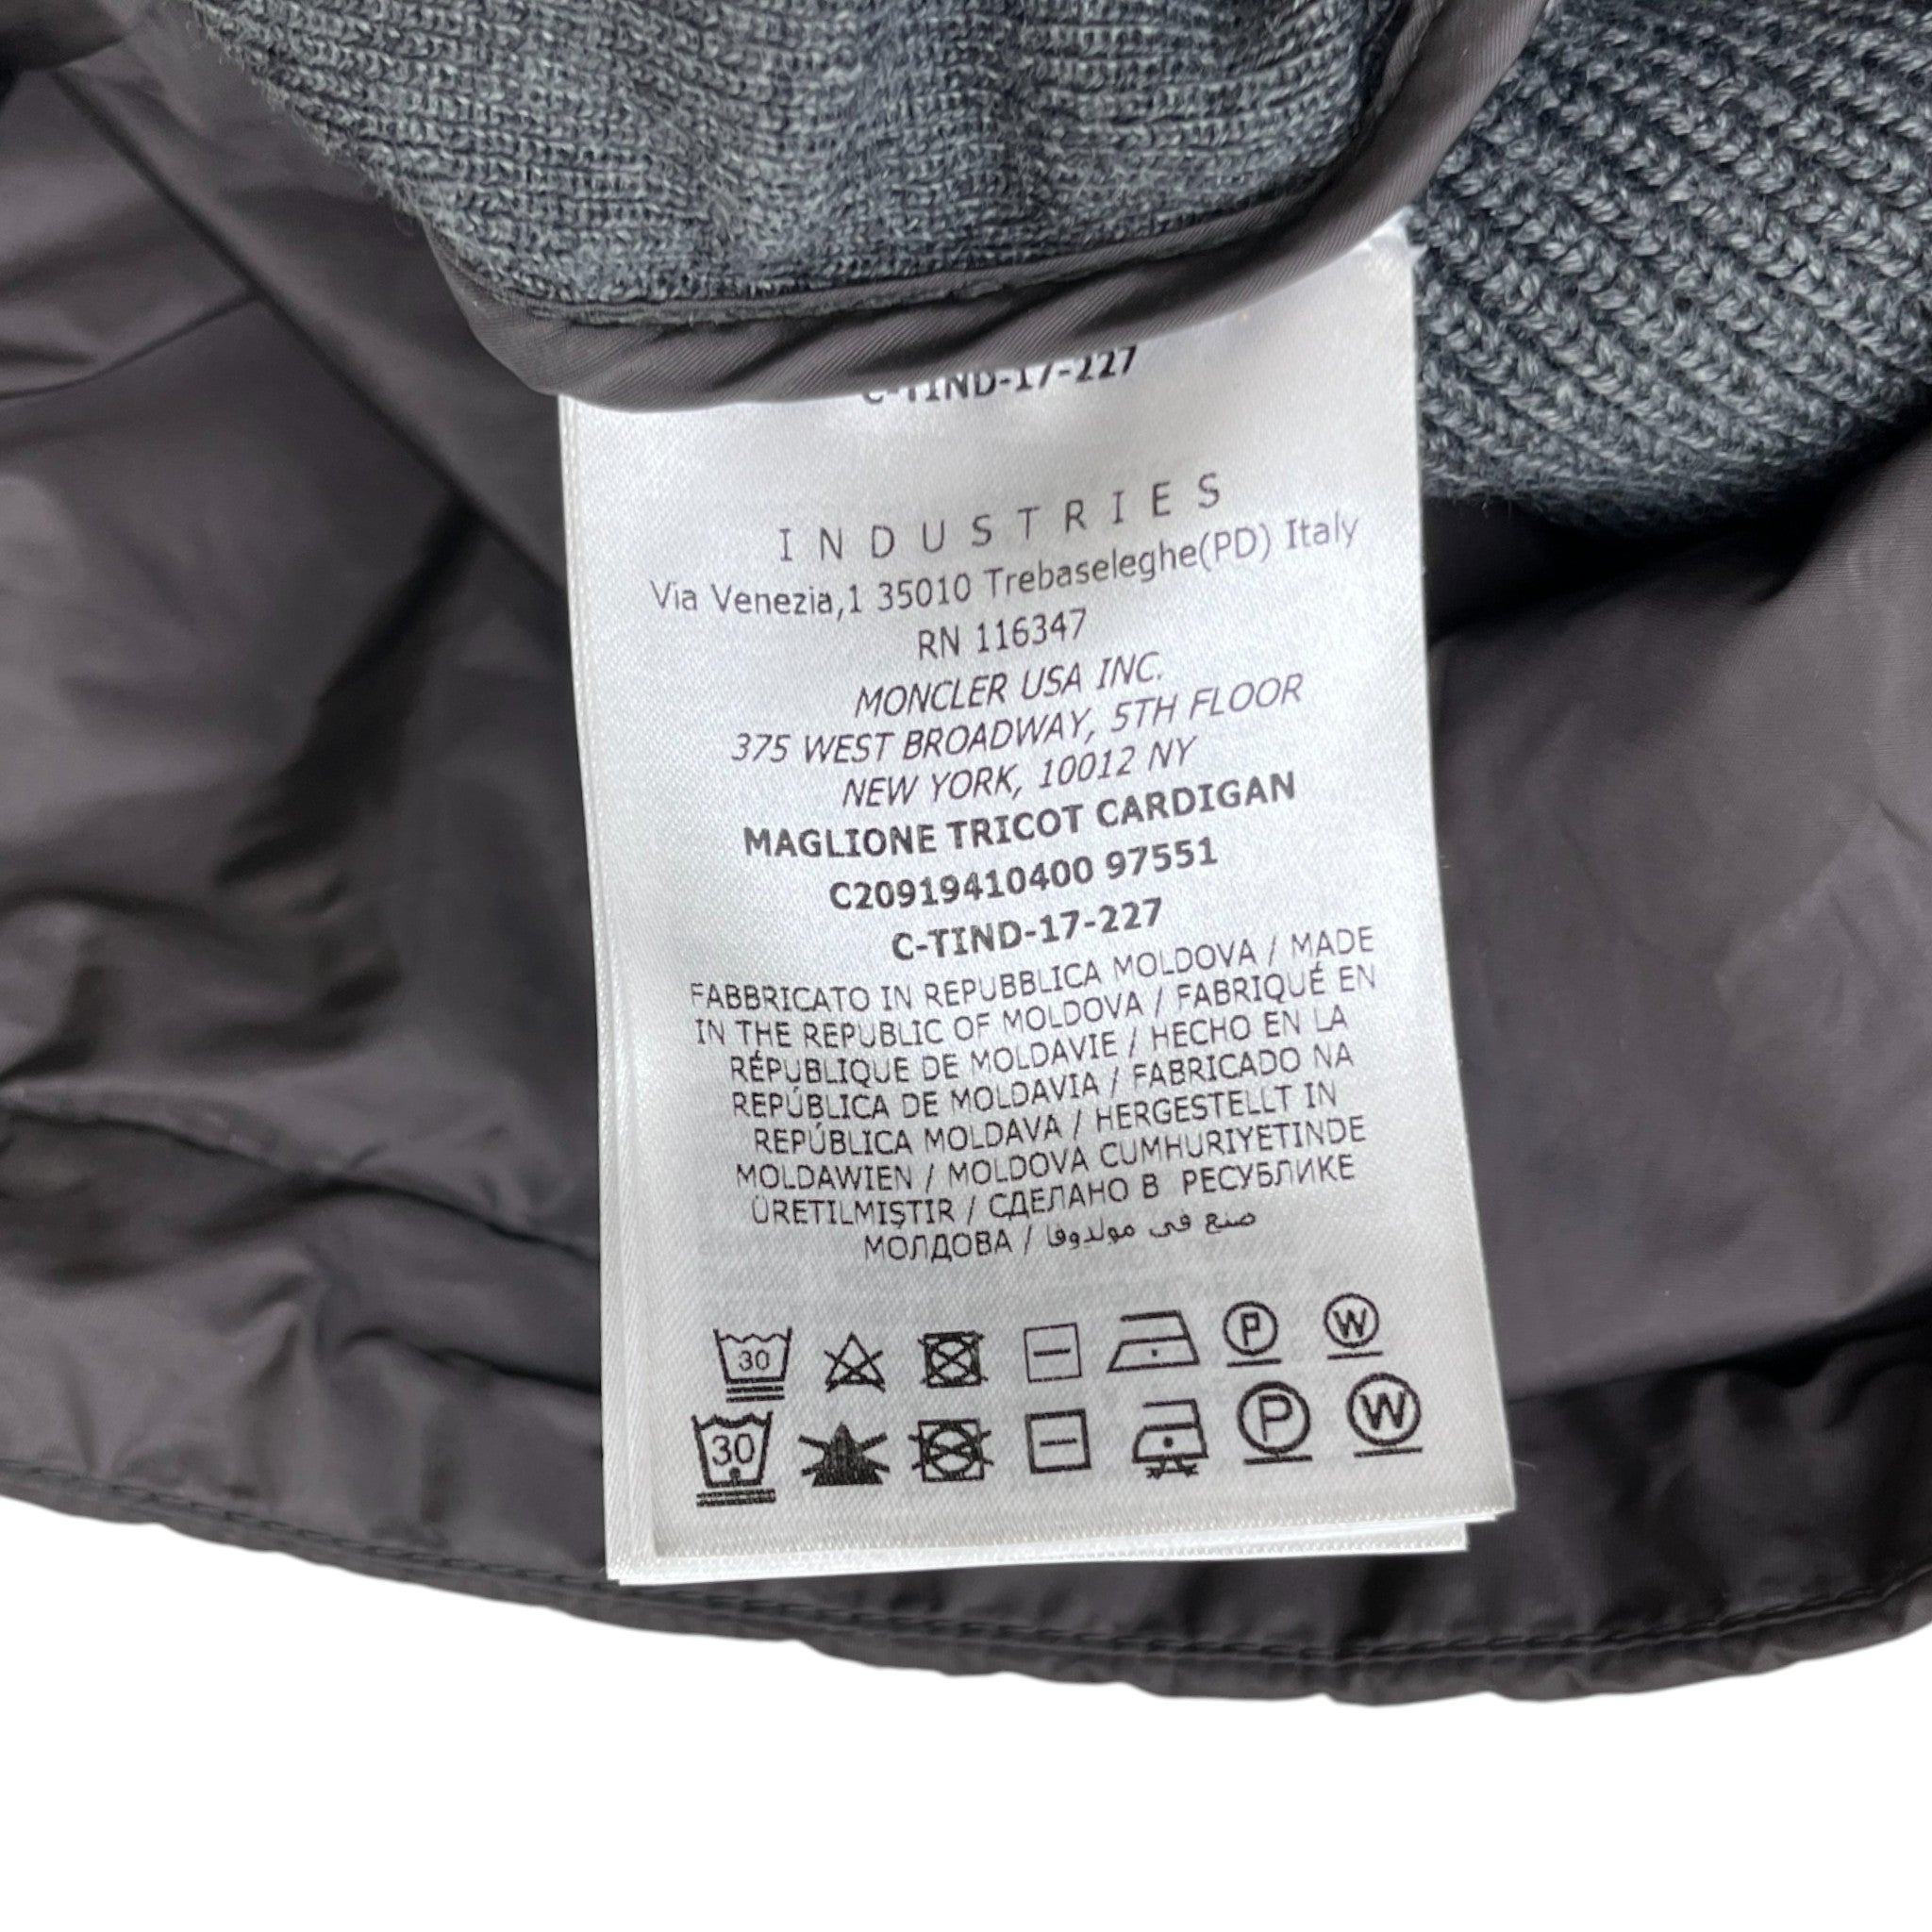 C-TIND-17-227
INDUSTRIES
Via Venezia,1 35010 Trebaseleghe(PD) Italy
RN 116347
MONCLER USA INC.
375 WEST BROADWAY, 5TH FLOOR
NEW YORK, 10012 NY
MAGLIONE TRICOT CARDIGAN
C20919410400 97551
C-TIND-17-227
FABBRICATO IN REPUBBLICA MOLDOVA / MADE
IN THE REPUBLIC OF MOLDOVA / FABRIQUÉ EN
RÉPUBLIQUE DE MOLDAVIE / HECHO EN LA
REPÚBLICA DE MOLDAVIA / FABRICADO NA
REPÚBLICA MOLDAVA / HERGESTELLT IN
MOLDAWIEN / MOLDOVA CUMHURIYETINDE
ÜRETILMIŞTIR / СДЕЛАНО В РЕСУБЛИКЕ
МОЛДОВА / صنع في مولدوفا
30 P W
30 P W